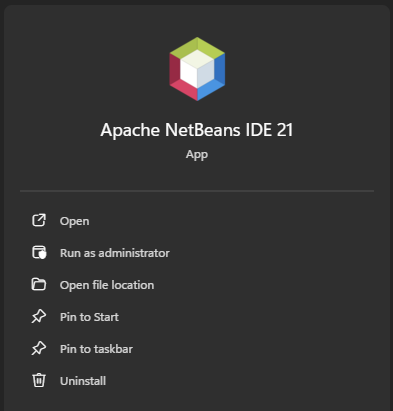 Apache NetBeans IDE 21
App
Open
Run as administrator
Open file location
Pin to Start
Pin to taskbar
Uninstall